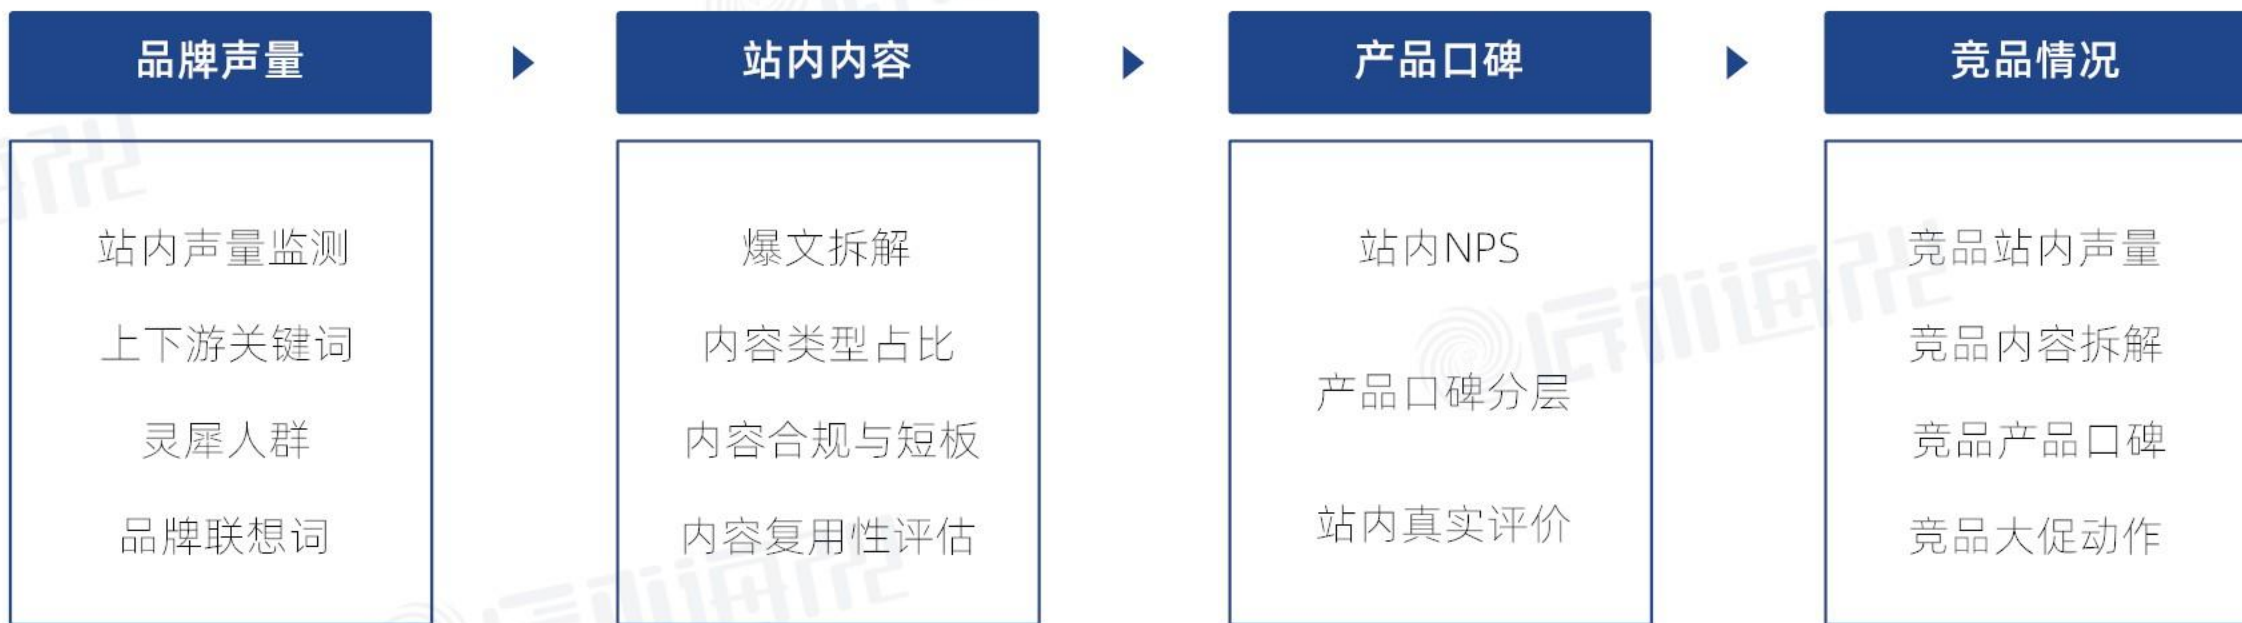 品牌声量
站内内容
产品口碑
竞品情况
站内声量监测
上下游关键词
灵犀人群
品牌联想词
爆文拆解
内容类型占比
内容合规与短板
内容复用性评估
站内NPS
产品口碑分层
站内真实评价
竞品站内声量
竞品内容拆解
竞品产品口碑
竞品大促动作